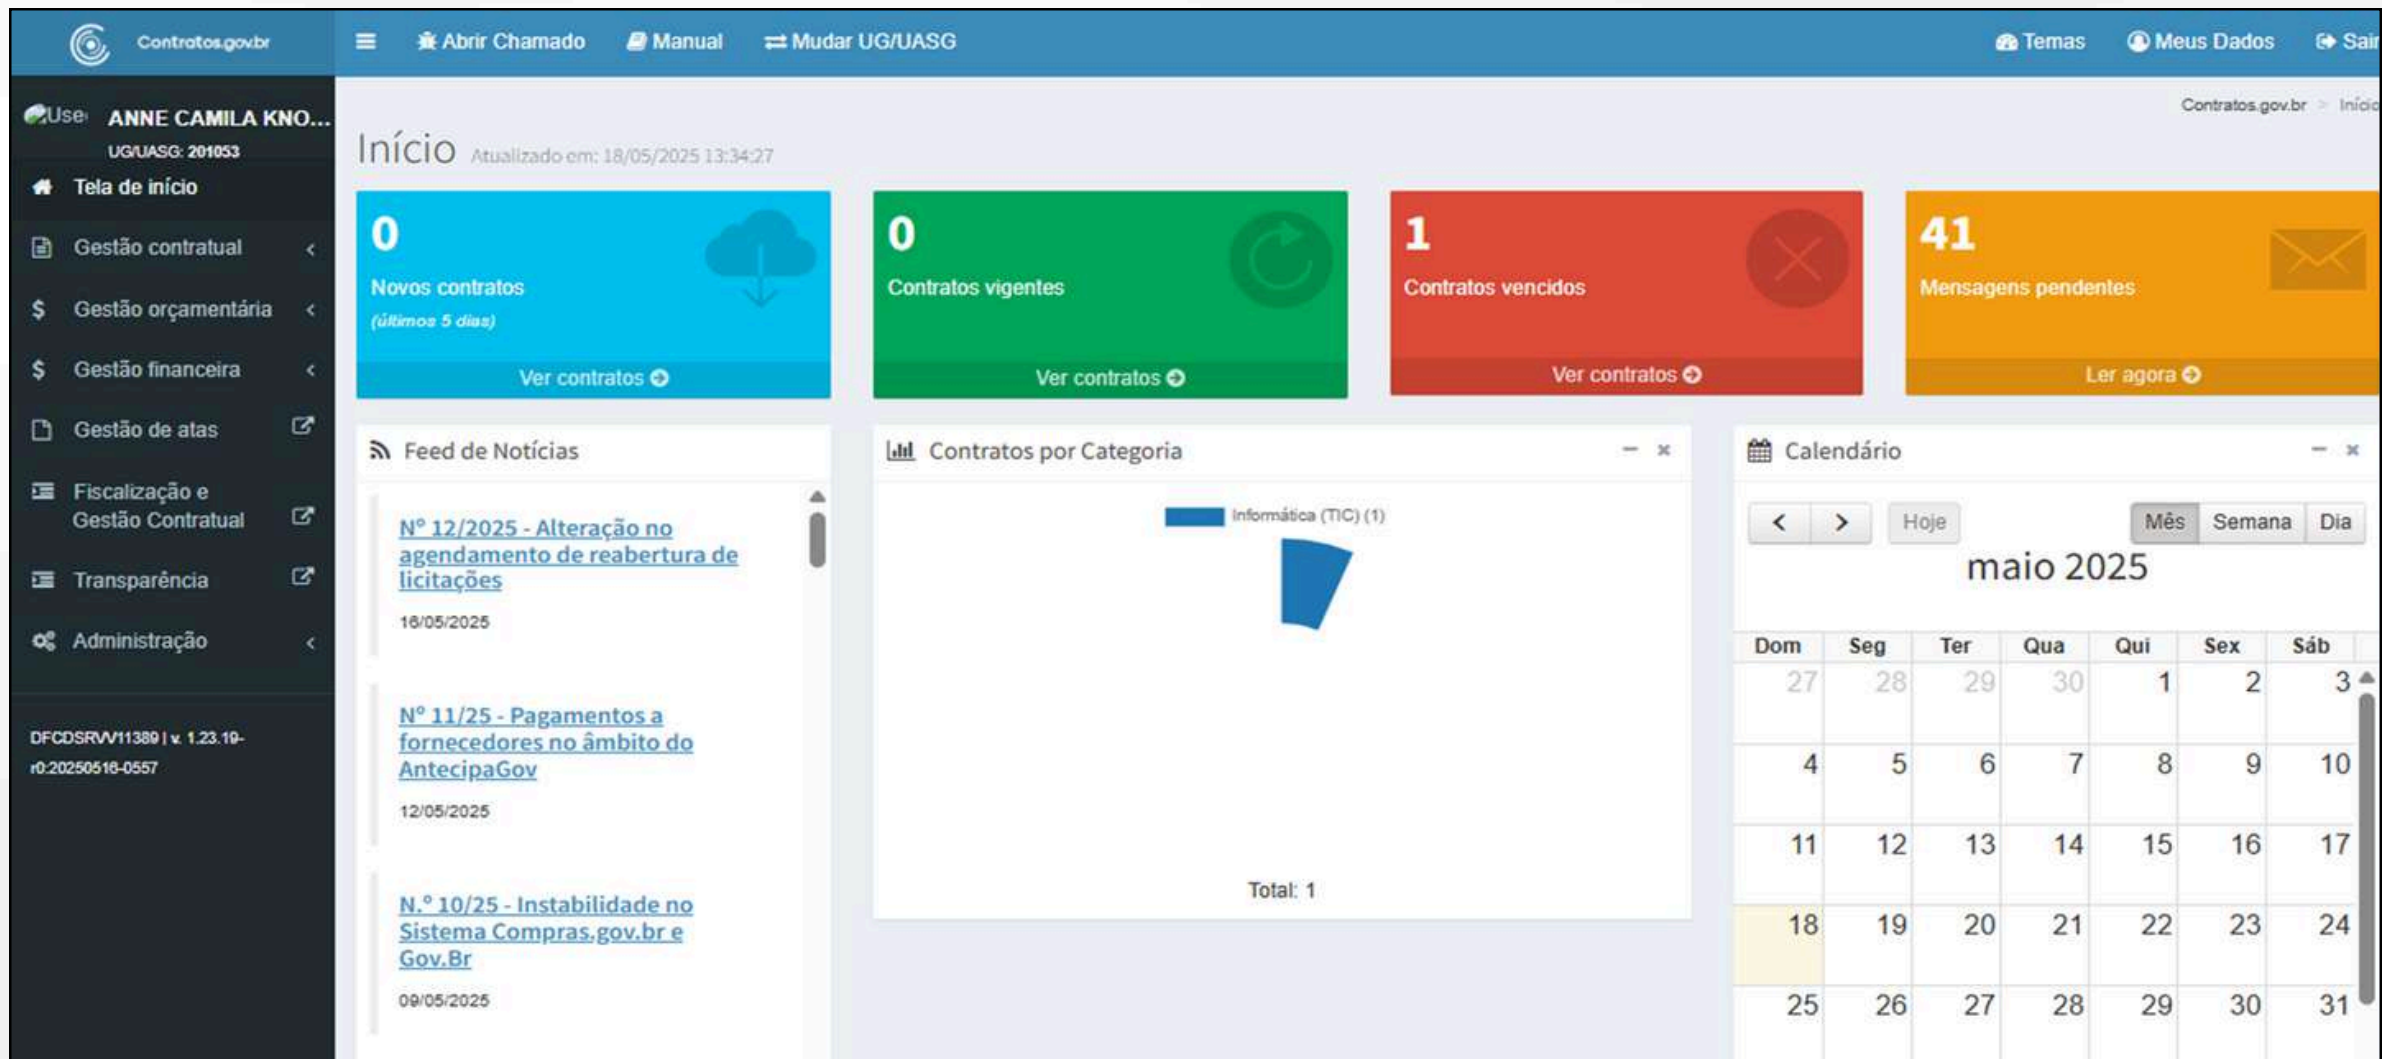 Contratos.gov.br
Abrir Chamado
Manual
Mudar UG/UASG
Temas
Meus Dados
Sair
Use
ANNE CAMILA KNO...
UG/UASG: 201053
Tela de início
Gestão contratual
Gestão orçamentária
Gestão financeira
Gestão de atas
Fiscalização e
Gestão Contratual
Transparência
Administração
DFCDSRVV11389 | v. 1.23.19-
r0:20250516-0557
Contratos.gov.br > Início
Início Atualizado em: 18/05/2025 13:34:27
0
Novos contratos
(últimos 5 dias)
Ver contratos
0
Contratos vigentes
Ver contratos
1
Contratos vencidos
Ver contratos
41
Mensagens pendentes
Ler agora
Feed de Notícias
Nº 12/2025 - Alteração no
agendamento de reabertura de
licitações
16/05/2025
Nº 11/25 - Pagamentos a
fornecedores no âmbito do
AntecipaGov
12/05/2025
N.º 10/25 - Instabilidade no
Sistema Compras.gov.br e
Gov.Br
09/05/2025
Contratos por Categoria
Informática (TIC) (1)
Total: 1
Calendário
Hoje
Mês Semana Dia
maio 2025
Dom Seg Ter Qua Qui Sex Sáb
27 28 29 30 1 2 3
4 5 6 7 8 9 10
11 12 13 14 15 16 17
18 19 20 21 22 23 24
25 26 27 28 29 30 31